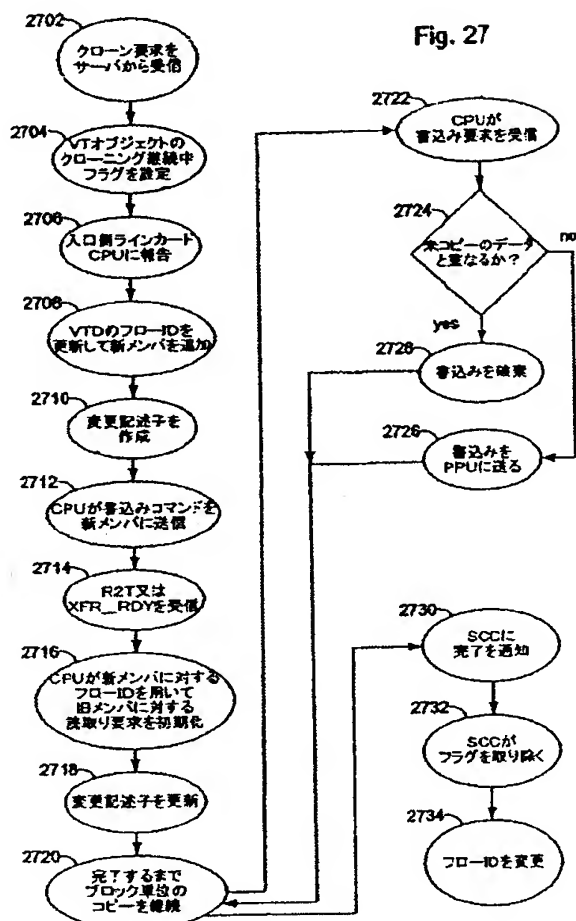 Fig. 27
2702
クローン要求を
サーバから受信
2704
VTオブジェクトの
クローニング継続中
フラグを設定
2706
入口側ラインカード
CPUに報告
2708
VTDのフローIDを
更新して新メンバを追加
2710
変更記述子を
作成
2712
CPUが書込みコマンドを
新メンバに送信
2714
R2T又は
XFR_RDYを受信
2716
CPUが新メンバに対する
フローIDを用いて
旧メンバに対する
読取り要求を初期化
2718
変更記述子を更新
2720
完了するまで
ブロック単位の
コピーを継続
2722
CPUが
書込み要求を受信
2724
未コピーのデータ
と重なるか?
no
yes
2728
書込みを破棄
2726
書込みを
PPUに送る
2730
SCCに
完了を通知
2732
SCCが
フラグを取り除く
2734
フローIDを変更